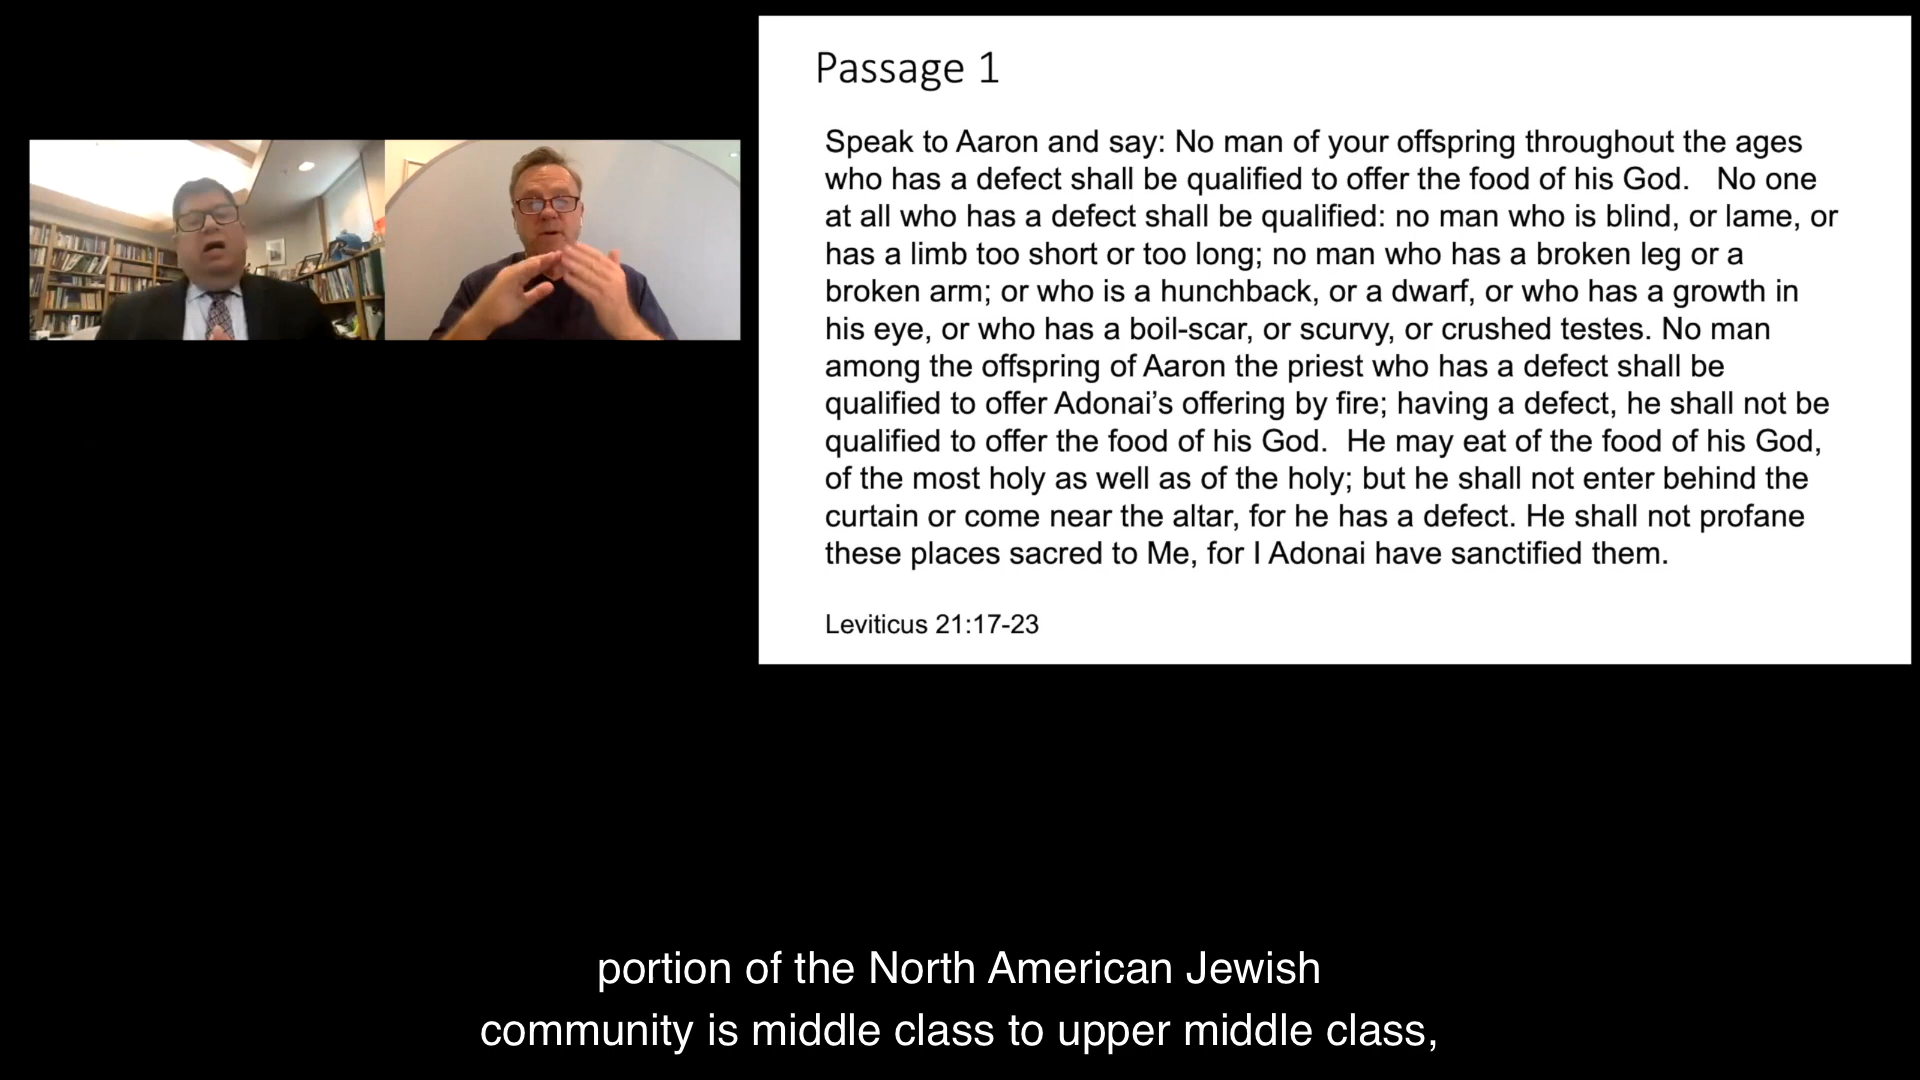 Passage 1
Speak to Aaron and say: No man of your offspring throughout the ages
who has a defect shall be qualified to offer the food of his God.   No one
at all who has a defect shall be qualified: no man who is blind, or lame, or
has a limb too short or too long; no man who has a broken leg or a
broken arm; or who is a hunchback, or a dwarf, or who has a growth in
his eye, or who has a boil-scar, or scurvy, or crushed testes. No man
among the offspring of Aaron the priest who has a defect shall be
qualified to offer Adonai’s offering by fire; having a defect, he shall not be
qualified to offer the food of his God.  He may eat of the food of his God,
of the most holy as well as of the holy; but he shall not enter behind the
curtain or come near the altar, for he has a defect. He shall not profane
these places sacred to Me, for I Adonai have sanctified them.
Leviticus 21:17-23
portion of the North American Jewish
community is middle class to upper middle class,